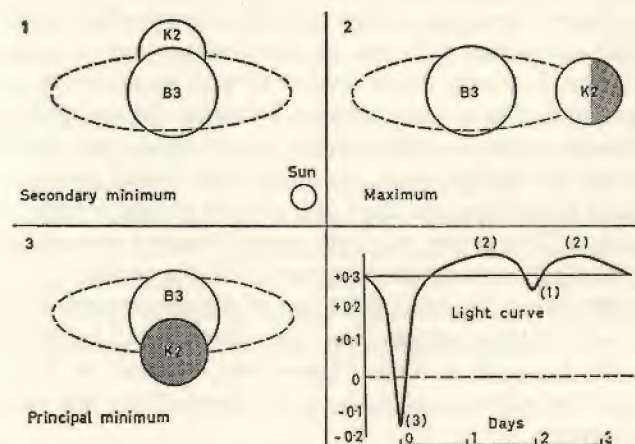 1
K2
B3
Secondary minimum
Sun
2
B3
K2
Maximum
3
B3
K2
Principal minimum
(2) (2)
+0·3
(1)
+0·2
Light curve
+0·1
0
-0·1
(3)
Days
-0·2
0 1 2 3